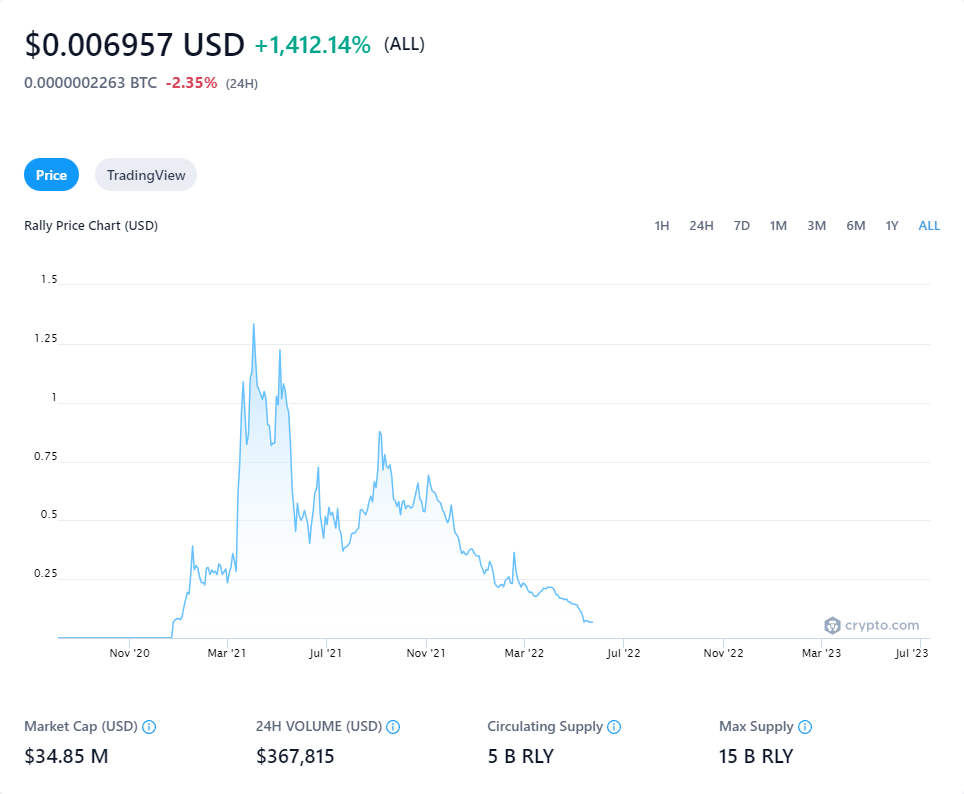 $0.006957 USD +1,412.14% (ALL)
0.0000002263 BTC -2.35% (24H)
Price TradingView
Rally Price Chart (USD) 1H 24H 7D 1M 3M 6M 1Y ALL
1.5
1.25
1
0.75
0.5
0.25
crypto.com
Nov '20 Mar '21 Jul '21 Nov '21 Mar '22 Jul '22 Nov '22 Mar '23 Jul '23
Market Cap (USD) 24H VOLUME (USD) Circulating Supply Max Supply
$34.85 M $367,815 5 B RLY 15 B RLY